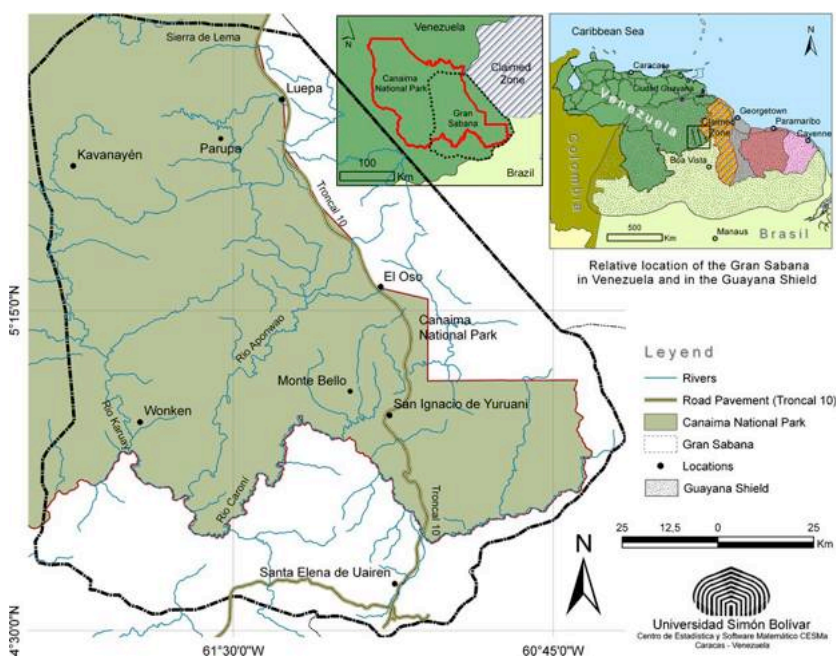 Sierra de Lema
Luepa
Parupa
Kavanayén
Troncal 10
El Oso
Canaima
National Park
Rio Aponwao
Monte Bello
San Ignacio de Yuruani
Wonken
Rio Karuay
Rio Caroní
Troncal 10
Santa Elena de Uairen
5°15'0"N
4°30'0"N
61°30'0"W
60°45'0"W
N
Venezuela
Claimed
Zone
Canaima
National Park
Gran
Sabana
100
Km
Brazil
Caribbean Sea
N
Caracas
Ciudad Guayana
Venezuela
Claimed
Zone
Georgetown
Paramaribo
Cayenne
Colombia
Boa Vista
500
Km
Manaus
Brasil
Relative location of the Gran Sabana
in Venezuela and in the Guayana Shield
Leyend
Rivers
Road Pavement (Troncal 10)
Canaima National Park
Gran Sabana
Locations
Guayana Shield
25 12,5 0 25
Km
N
Universidad Simón Bolívar
Centro de Estadística y Software Matemático CESMa
Caracas - Venezuela